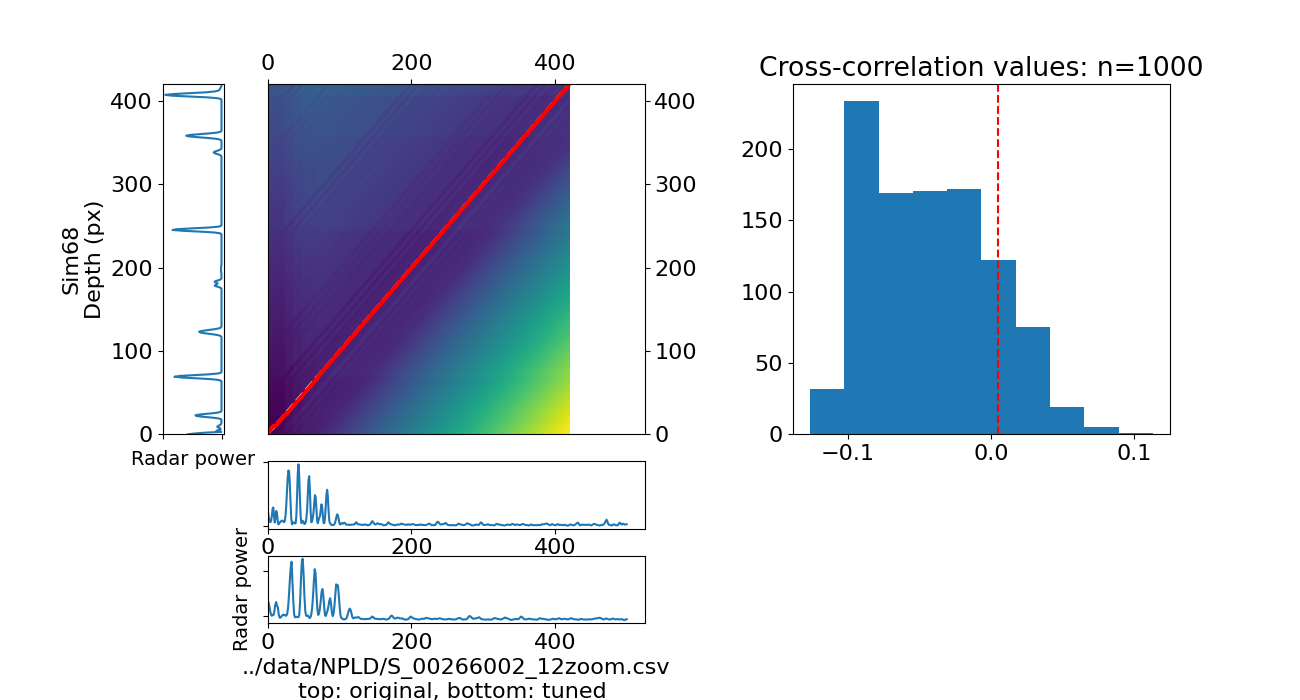 Cross-correlation values: n=1000
0 200 400
400
300
200
100
0
Sim68
Depth (px)
Radar power
400
300
200
100
0
200
150
100
50
0
−0.1 0.0 0.1
0 200 400
Radar power
0 200 400
../data/NPLD/S_00266002_12zoom.csv
top: original, bottom: tuned